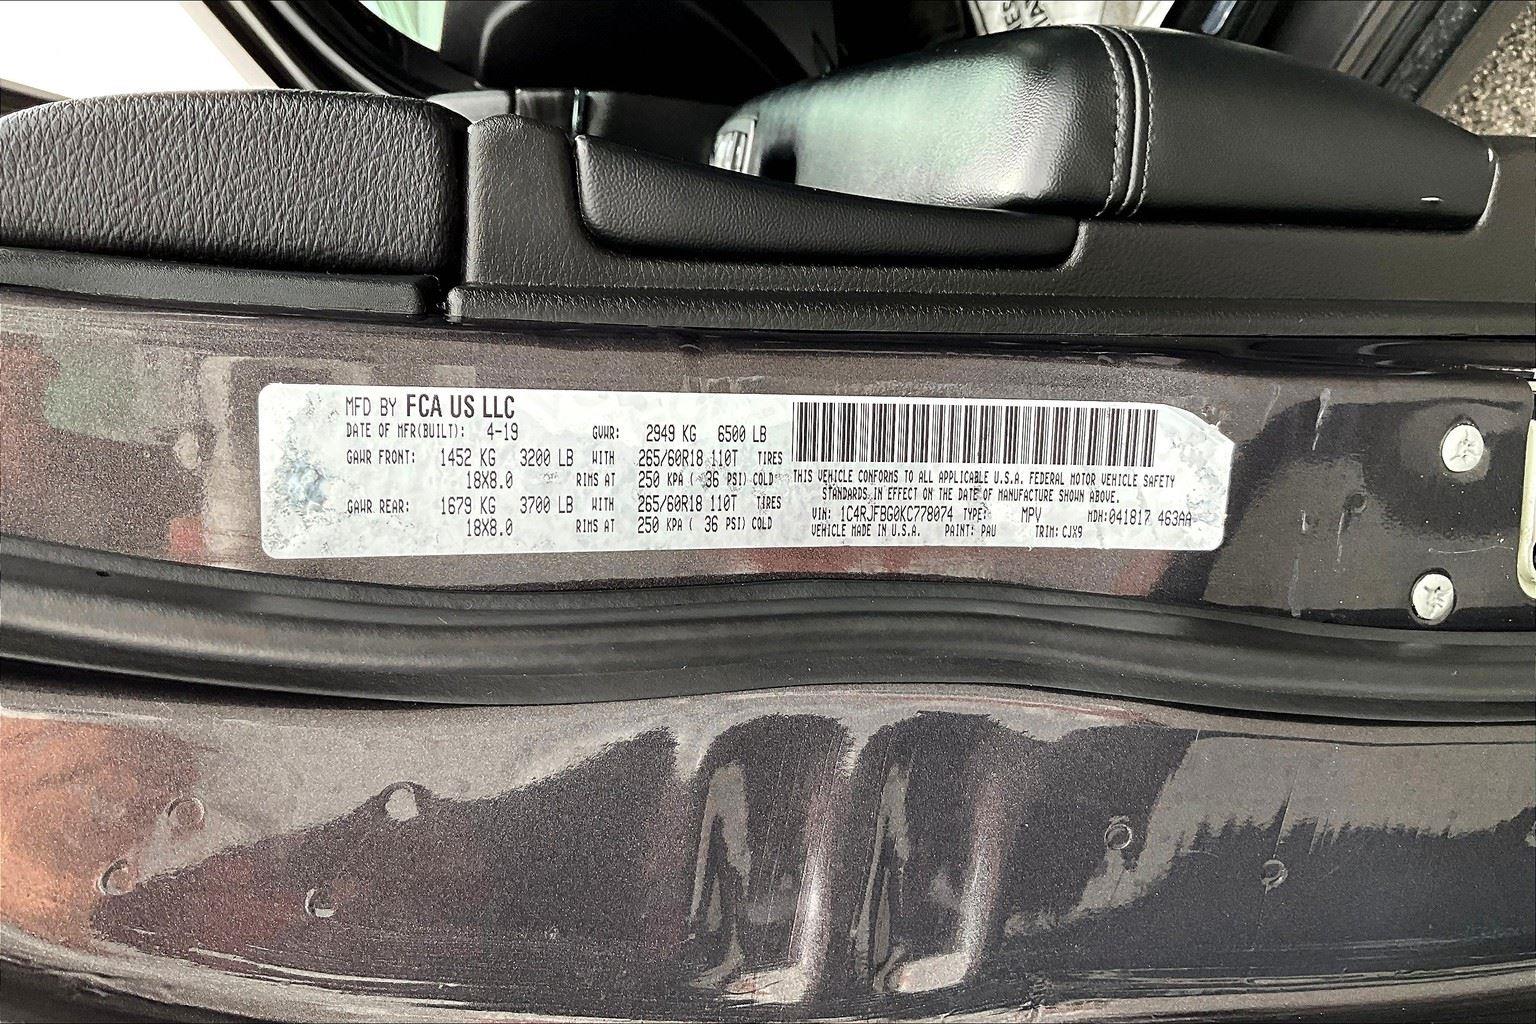 MFD BY FCA US LLC
DATE OF MFR(BUILT): 4-19 GVWR: 2949 KG 6500 LB
GAWR FRONT: 1452 KG 3200 LB WITH 265/60R18 110T TIRES
18X8.0 RIMS AT 250 KPA ( 36 PSI) COLD
GAWR REAR: 1679 KG 3700 LB WITH 265/60R18 110T TIRES
18X8.0 RIMS AT 250 KPA ( 36 PSI) COLD
THIS VEHICLE CONFORMS TO ALL APPLICABLE U.S.A. FEDERAL MOTOR VEHICLE SAFETY
STANDARDS IN EFFECT ON THE DATE OF MANUFACTURE SHOWN ABOVE.
VIN: 1C4RJFBG0KC778074 TYPE: MPV MDH: 041817 463AA
VEHICLE MADE IN U.S.A. PAINT: PAU TRIM: CJX9